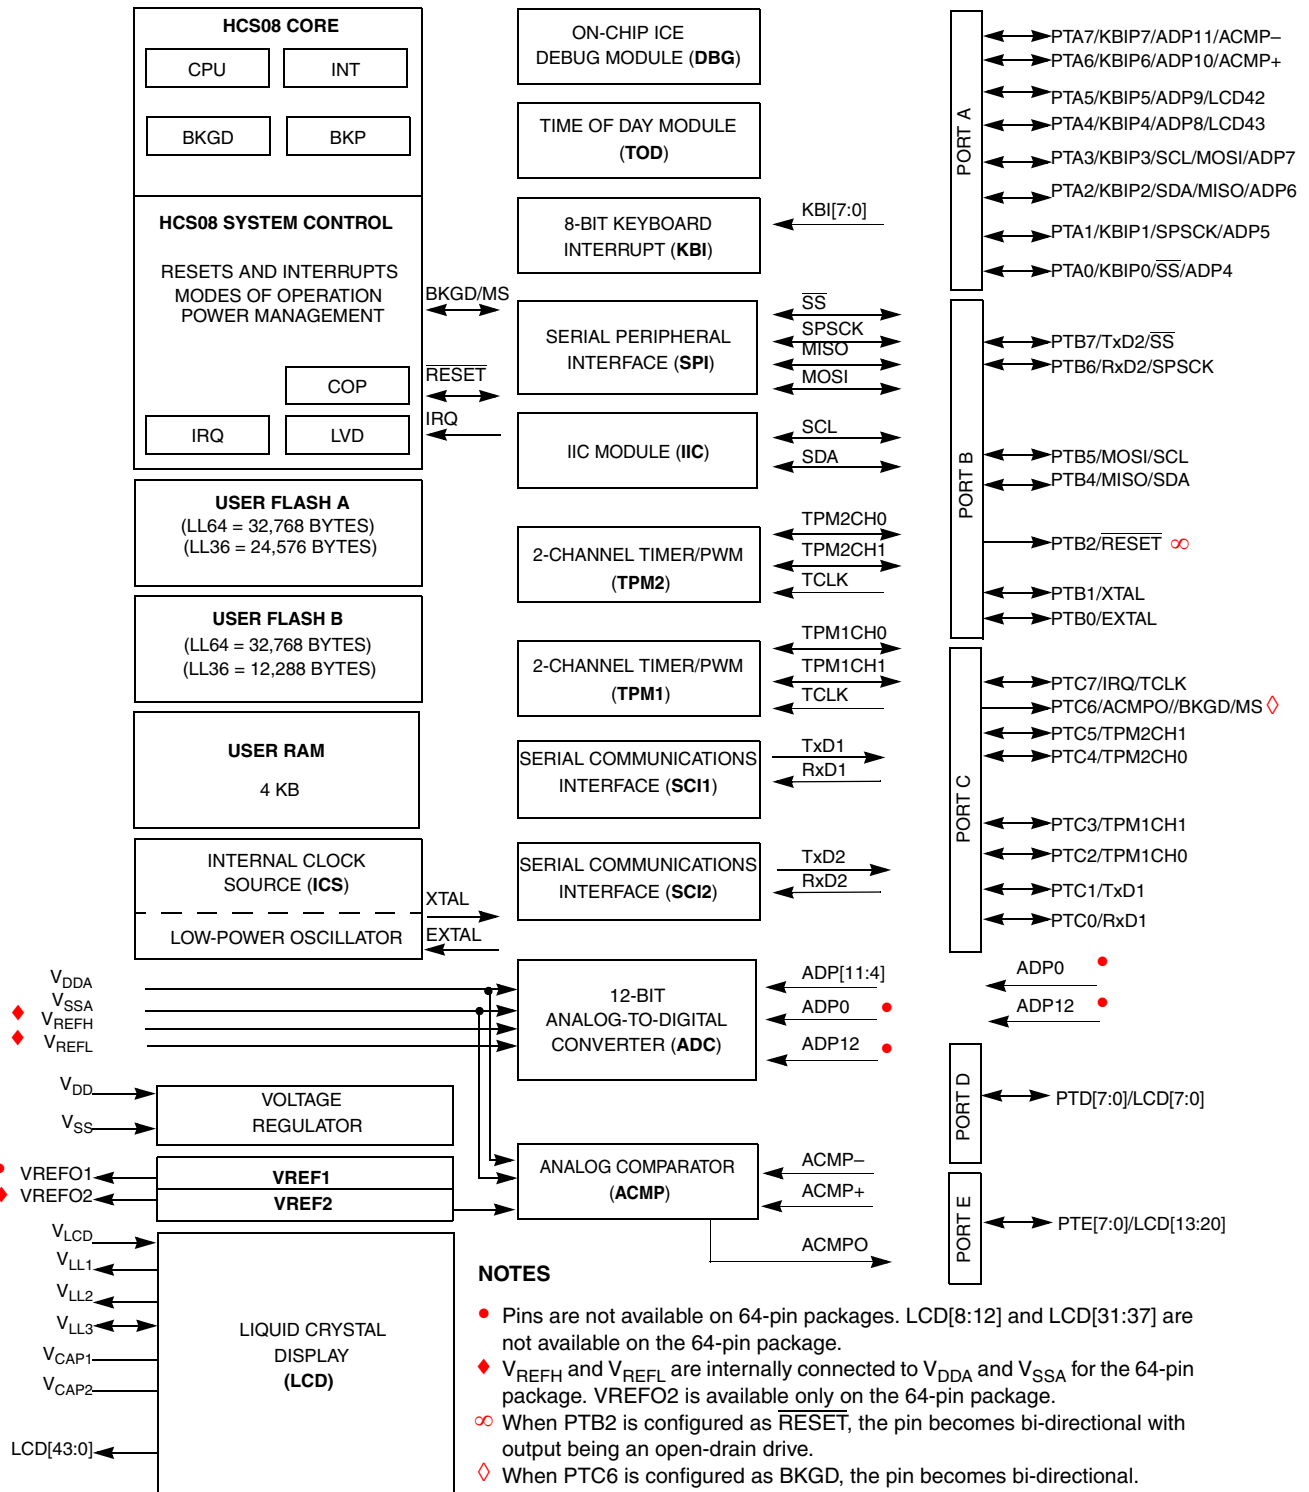 HCS08 CORE
CPU
INT
BKGD
BKP
HCS08 SYSTEM CONTROL
RESETS AND INTERRUPTS
MODES OF OPERATION
POWER MANAGEMENT
COP
IRQ
LVD
BKGD/MS
RESET
IRQ
USER FLASH A
(LL64 = 32,768 BYTES)
(LL36 = 24,576 BYTES)
USER FLASH B
(LL64 = 32,768 BYTES)
(LL36 = 12,288 BYTES)
USER RAM
4 KB
INTERNAL CLOCK
SOURCE (ICS)
LOW-POWER OSCILLATOR
XTAL
EXTAL
VDDA
VSSA
♦
VREFH
♦
VREFL
VDD
VSS
VOLTAGE
REGULATOR
• VREFO1
♦ VREFO2
VREF1
VREF2
VLCD
VLL1
VLL2
VLL3
VCAP1
VCAP2
LCD[43:0]
LIQUID CRYSTAL
DISPLAY
(LCD)
ON-CHIP ICE
DEBUG MODULE (DBG)
TIME OF DAY MODULE
(TOD)
8-BIT KEYBOARD
INTERRUPT (KBI)
KBI[7:0]
SERIAL PERIPHERAL
INTERFACE (SPI)
SS
SPSCK
MISO
MOSI
IIC MODULE (IIC)
SCL
SDA
2-CHANNEL TIMER/PWM
(TPM2)
TPM2CH0
TPM2CH1
TCLK
2-CHANNEL TIMER/PWM
(TPM1)
TPM1CH0
TPM1CH1
TCLK
SERIAL COMMUNICATIONS
INTERFACE (SCI1)
TxD1
RxD1
SERIAL COMMUNICATIONS
INTERFACE (SCI2)
TxD2
RxD2
12-BIT
ANALOG-TO-DIGITAL
CONVERTER (ADC)
ADP[11:4]
ADP0 •
ADP12 •
ANALOG COMPARATOR
(ACMP)
ACMP–
ACMP+
ACMPO
PORT A
PTA7/KBIP7/ADP11/ACMP–
PTA6/KBIP6/ADP10/ACMP+
PTA5/KBIP5/ADP9/LCD42
PTA4/KBIP4/ADP8/LCD43
PTA3/KBIP3/SCL/MOSI/ADP7
PTA2/KBIP2/SDA/MISO/ADP6
PTA1/KBIP1/SPSCK/ADP5
PTA0/KBIP0/SS/ADP4
PORT B
PTB7/TxD2/SS
PTB6/RxD2/SPSCK
PTB5/MOSI/SCL
PTB4/MISO/SDA
PTB2/RESET ∞
PTB1/XTAL
PTB0/EXTAL
PORT C
PTC7/IRQ/TCLK
PTC6/ACMPO//BKGD/MS ◊
PTC5/TPM2CH1
PTC4/TPM2CH0
PTC3/TPM1CH1
PTC2/TPM1CH0
PTC1/TxD1
PTC0/RxD1
ADP0 •
ADP12 •
PORT D
PTD[7:0]/LCD[7:0]
PORT E
PTE[7:0]/LCD[13:20]
NOTES
• Pins are not available on 64-pin packages. LCD[8:12] and LCD[31:37] are
not available on the 64-pin package.
♦ VREFH and VREFL are internally connected to VDDA and VSSA for the 64-pin
package. VREFO2 is available only on the 64-pin package.
∞ When PTB2 is configured as RESET, the pin becomes bi-directional with
output being an open-drain drive.
◊ When PTC6 is configured as BKGD, the pin becomes bi-directional.